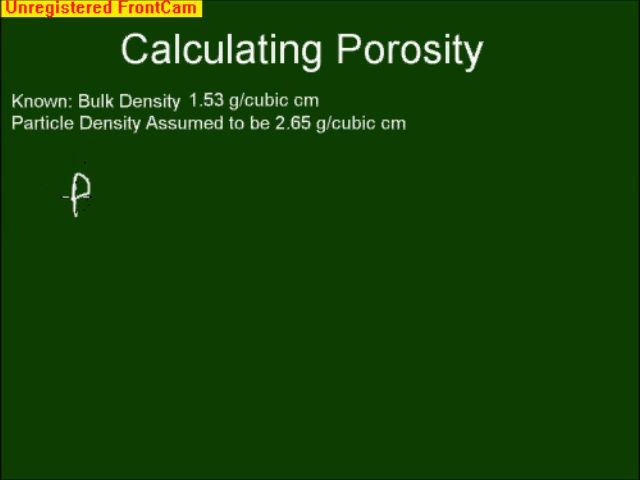 Unregistered FrontCam
Calculating Porosity
Known: Bulk Density 1.53 g/cubic cm
Particle Density Assumed to be 2.65 g/cubic cm
P